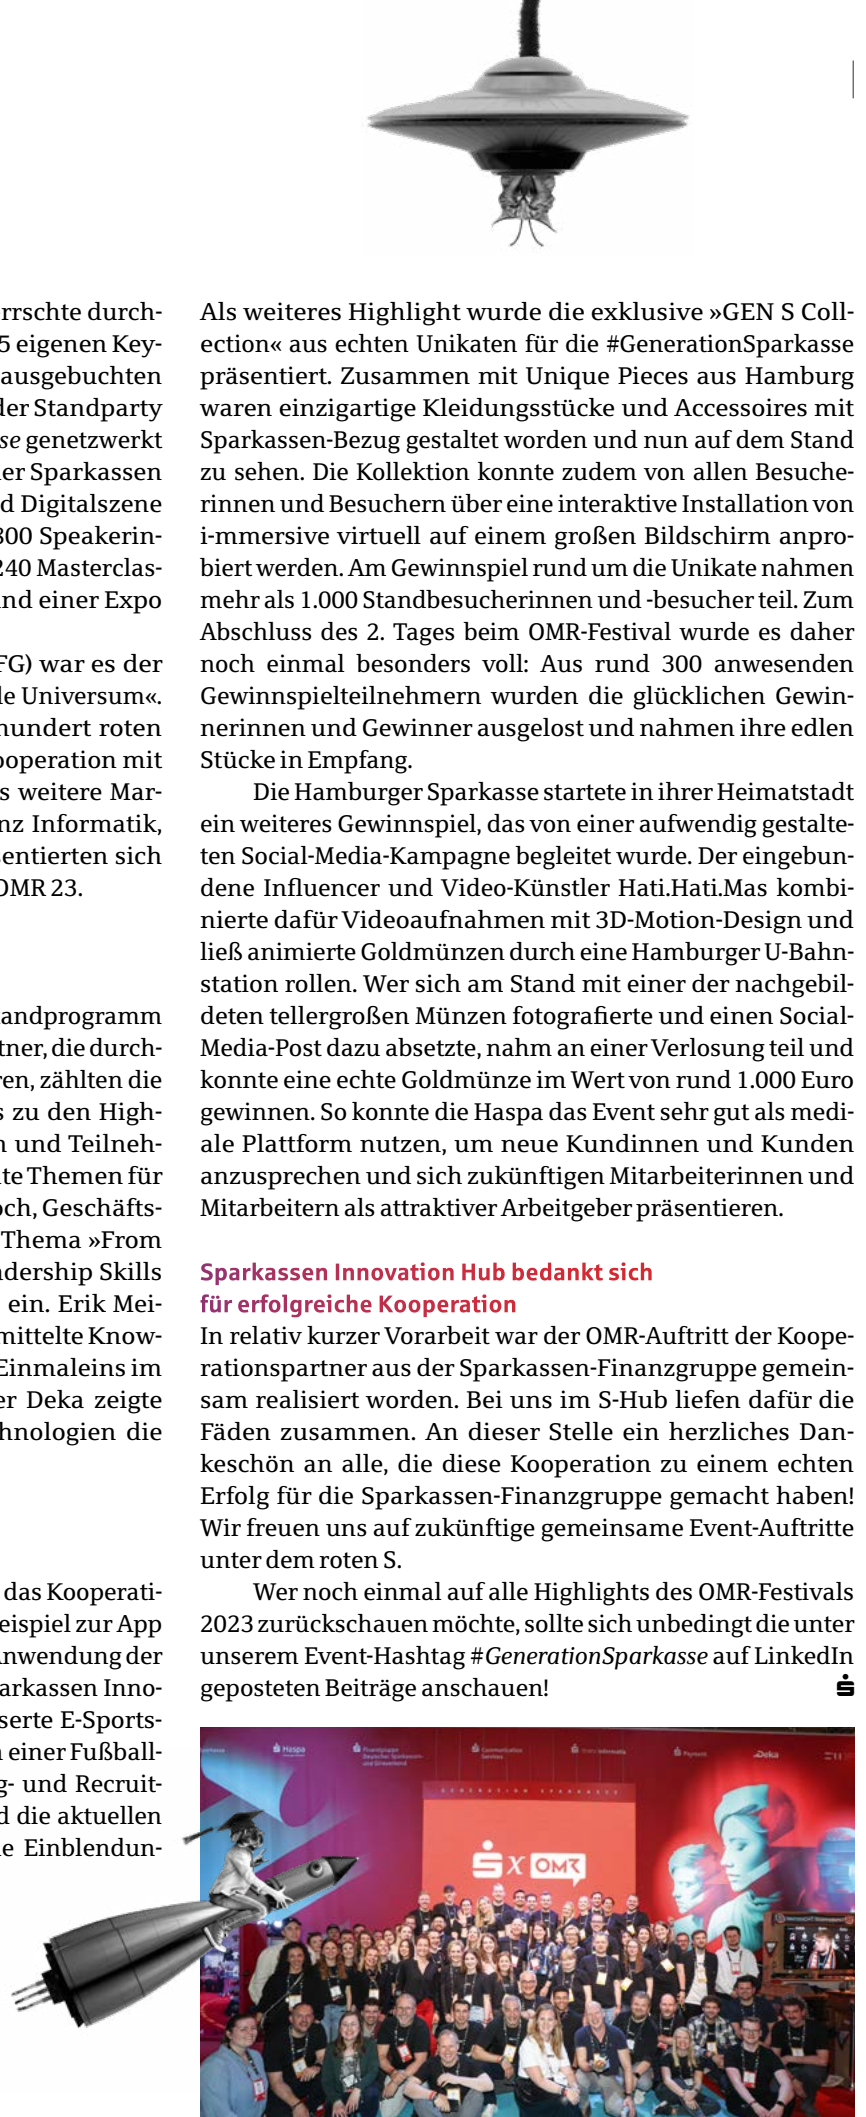 rrschte durch-
5 eigenen Key-
ausgebuchten
der Standparty
se genetzwerkt
er Sparkassen
d Digitalszene
800 Speakerin-
240 Masterclas-
und einer Expo
FG) war es der
le Universum«.
hundert roten
ooperation mit
s weitere Mar-
nz Informatik,
entierten sich
OMR 23.
andprogramm
tner, die durch-
ren, zählten die
s zu den High-
n und Teilneh-
te Themen für
och, Geschäfts-
Thema »From
adership Skills
ein. Erik Mei-
mittelte Know-
Einmaleins im
er Deka zeigte
hnologien die
das Kooperati-
eispiel zur App
Anwendung der
arkassen Inno-
serte E-Sports-
n einer Fußball-
g- und Recruit-
d die aktuellen
e Einblendun-
Als weiteres Highlight wurde die exklusive »GEN S Coll-
ection« aus echten Unikaten für die #GenerationSparkasse
präsentiert. Zusammen mit Unique Pieces aus Hamburg
waren einzigartige Kleidungsstücke und Accessoires mit
Sparkassen-Bezug gestaltet worden und nun auf dem Stand
zu sehen. Die Kollektion konnte zudem von allen Besuche-
rinnen und Besuchern über eine interaktive Installation von
i-mmersive virtuell auf einem großen Bildschirm anpro-
biert werden. Am Gewinnspiel rund um die Unikate nahmen
mehr als 1.000 Standbesucherinnen und -besucher teil. Zum
Abschluss des 2. Tages beim OMR-Festival wurde es daher
noch einmal besonders voll: Aus rund 300 anwesenden
Gewinnspielteilnehmern wurden die glücklichen Gewin-
nerinnen und Gewinner ausgelost und nahmen ihre edlen
Stücke in Empfang.
Die Hamburger Sparkasse startete in ihrer Heimatstadt
ein weiteres Gewinnspiel, das von einer aufwendig gestalte-
ten Social-Media-Kampagne begleitet wurde. Der eingebun-
dene Influencer und Video-Künstler Hati.Hati.Mas kombi-
nierte dafür Videoaufnahmen mit 3D-Motion-Design und
ließ animierte Goldmünzen durch eine Hamburger U-Bahn-
station rollen. Wer sich am Stand mit einer der nachgebil-
deten tellergroßen Münzen fotografierte und einen Social-
Media-Post dazu absetzte, nahm an einer Verlosung teil und
konnte eine echte Goldmünze im Wert von rund 1.000 Euro
gewinnen. So konnte die Haspa das Event sehr gut als medi-
ale Plattform nutzen, um neue Kundinnen und Kunden
anzusprechen und sich zukünftigen Mitarbeiterinnen und
Mitarbeitern als attraktiver Arbeitgeber präsentieren.
Sparkassen Innovation Hub bedankt sich
für erfolgreiche Kooperation
In relativ kurzer Vorarbeit war der OMR-Auftritt der Koope-
rationspartner aus der Sparkassen-Finanzgruppe gemein-
sam realisiert worden. Bei uns im S-Hub liefen dafür die
Fäden zusammen. An dieser Stelle ein herzliches Dan-
keschön an alle, die diese Kooperation zu einem echten
Erfolg für die Sparkassen-Finanzgruppe gemacht haben!
Wir freuen uns auf zukünftige gemeinsame Event-Auftritte
unter dem roten S.
Wer noch einmal auf alle Highlights des OMR-Festivals
2023 zurückschauen möchte, sollte sich unbedingt die unter
unserem Event-Hashtag #GenerationSparkasse auf LinkedIn
geposteten Beiträge anschauen!
Haspa
Finanzgruppe
Deutscher Sparkassen-
und Giroverband
Communication
Services
Finanz Informatik
Payment
Deka
GENERATION SPARKASSE
X OMR